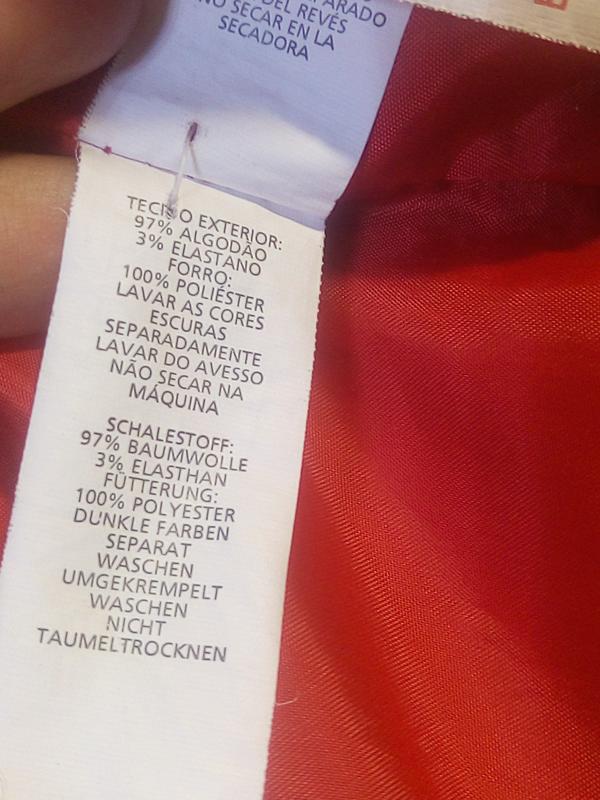 DEL REVÉS
NO SECAR EN LA
SECADORA
TECIDO EXTERIOR:
97% ALGODÃO
3% ELASTANO
FORRO:
100% POLIÉSTER
LAVAR AS CORES
ESCURAS
SEPARADAMENTE
LAVAR DO AVESSO
NÃO SECAR NA
MÁQUINA
SCHALESTOFF:
97% BAUMWOLLE
3% ELASTHAN
FÜTTERUNG:
100% POLYESTER
DUNKLE FARBEN
SEPARAT
WASCHEN
UMGEKREMPELT
WASCHEN
NICHT
TAUMELTROCKNEN